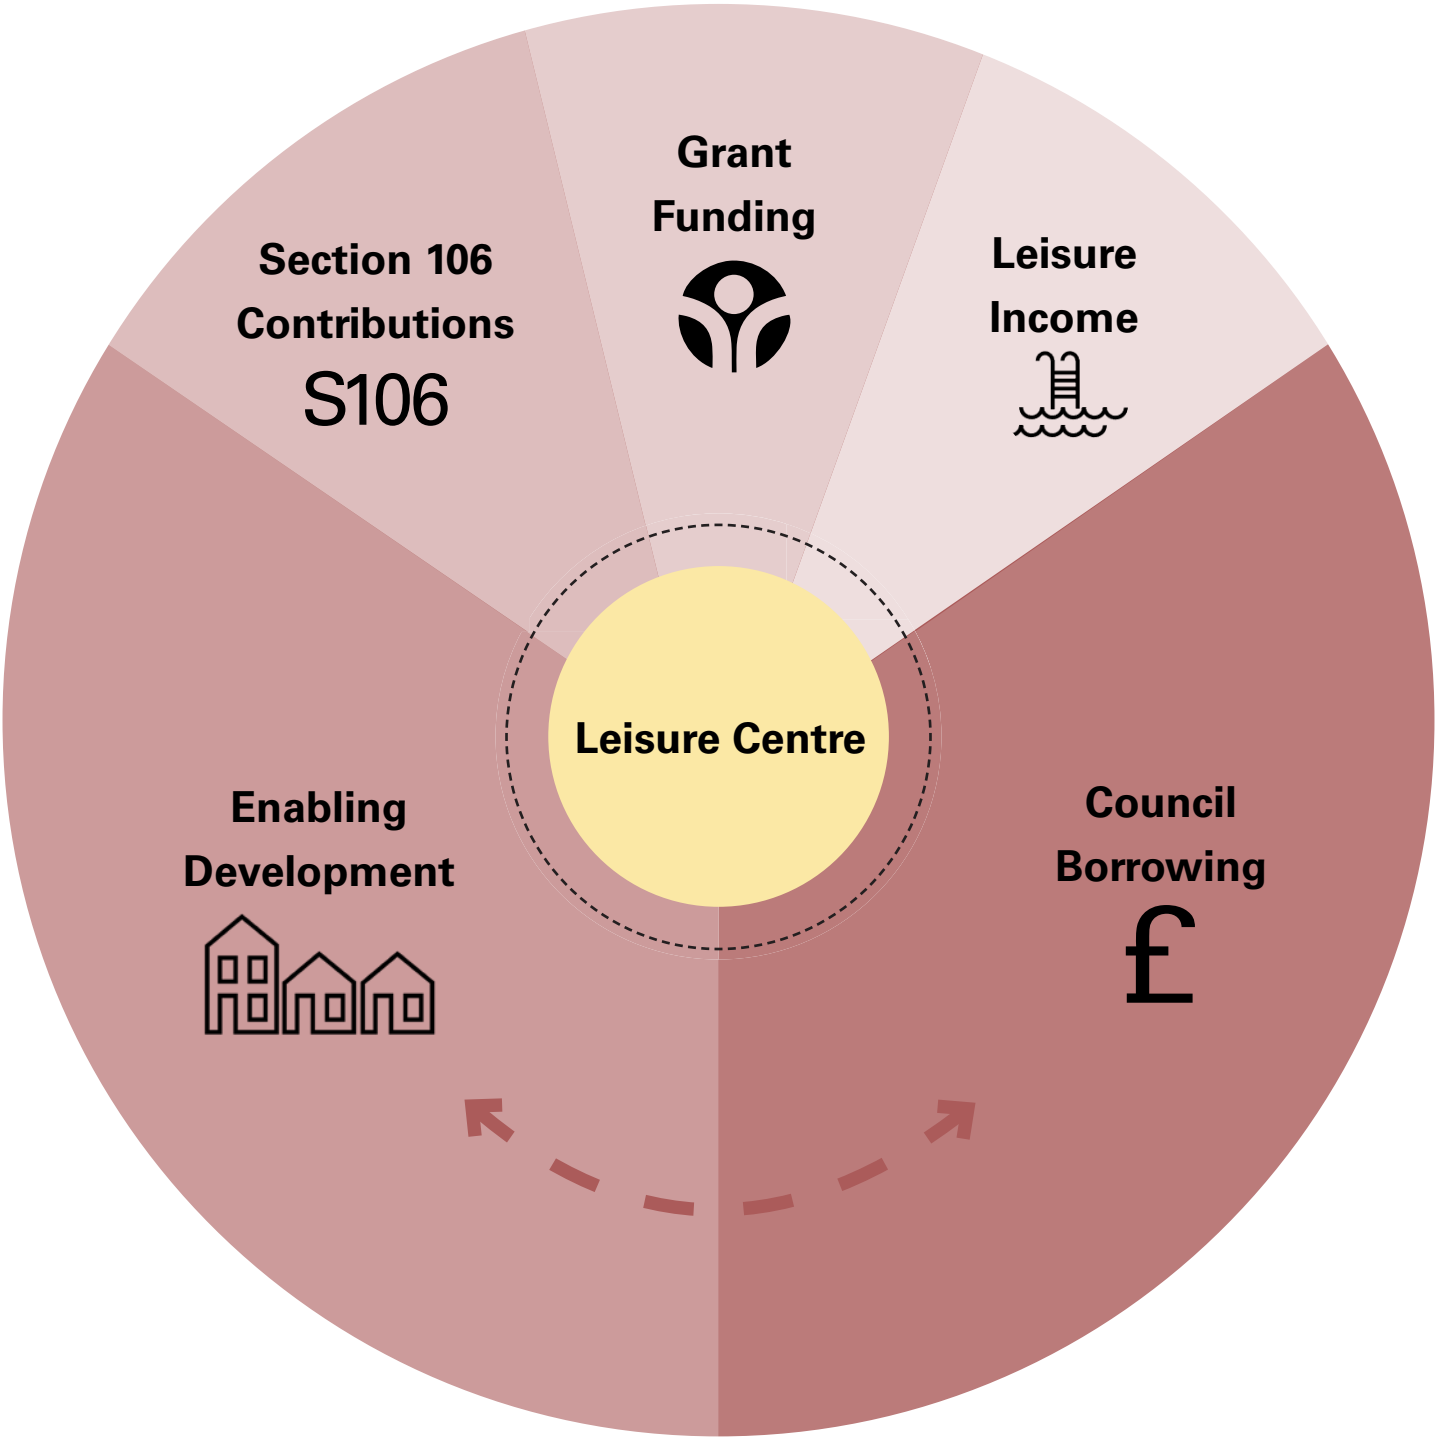 Grant
Funding
Section 106
Contributions
S106
Leisure
Income
Leisure Centre
Enabling
Development
Council
Borrowing
£